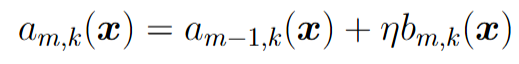 a_{m,k}(𝒙) = a_{m−1,k}(𝒙) + ηb_{m,k}(𝒙)